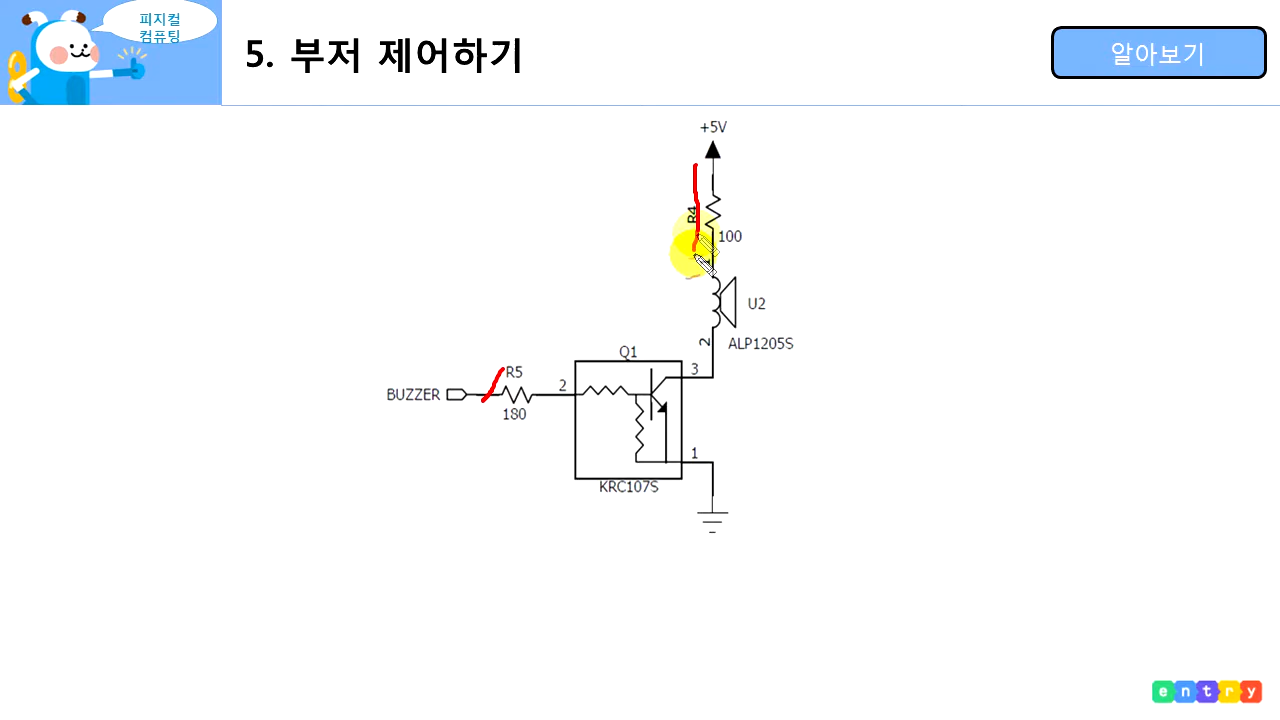 피지컬
컴퓨팅
5. 부저 제어하기
알아보기
+5V
R4
100
U2
2
ALP1205S
Q1
3
R5
2
BUZZER
180
1
KRC107S
entry